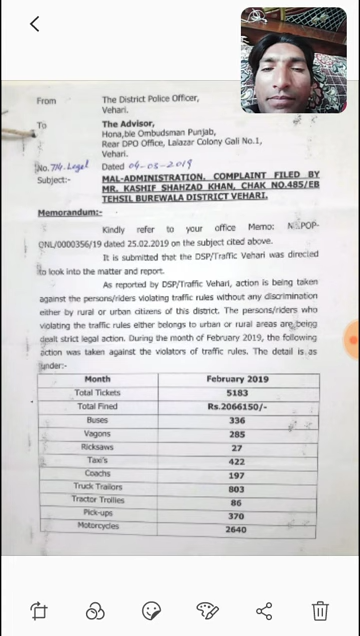 From The District Police Officer,
Vehari.
To The Advisor,
Hona,ble Ombudsman Punjab,
Rear DPO Office, Lalazar Colony Gali No.1,
Vehari.
No. 774-Legal Dated 04-03-2019
Subject:- MAL-ADMINISTRATION, COMPLAINT FILED BY
MR. KASHIF SHAHZAD KHAN, CHAK NO.485/EB
TEHSIL BUREWALA DISTRICT VEHARI.
Memorandum:-
Kindly refer to your office Memo: POP-
ONL/0000356/19 dated 25.02.2019 on the subject cited above.
It is submitted that the DSP/Traffic Vehari was directed
to look into the matter and report.
As reported by DSP/Traffic Vehari, action is being taken
against the persons/riders violating traffic rules without any discrimination
either by rural or urban citizens of this district. The persons/riders who
violating the traffic rules either belongs to urban or rural areas are being
dealt strict legal action. During the month of February 2019, the following
action was taken against the violators of traffic rules. The detail is as
under:-
Month February 2019
Total Tickets 5183
Total Fined Rs.2066150/-
Buses 336
Vagons 285
Ricksaws 27
Taxi's 422
Coachs 197
Truck Trailors 803
Tractor Trollies 86
Pick-ups 370
Motorcycles 2640